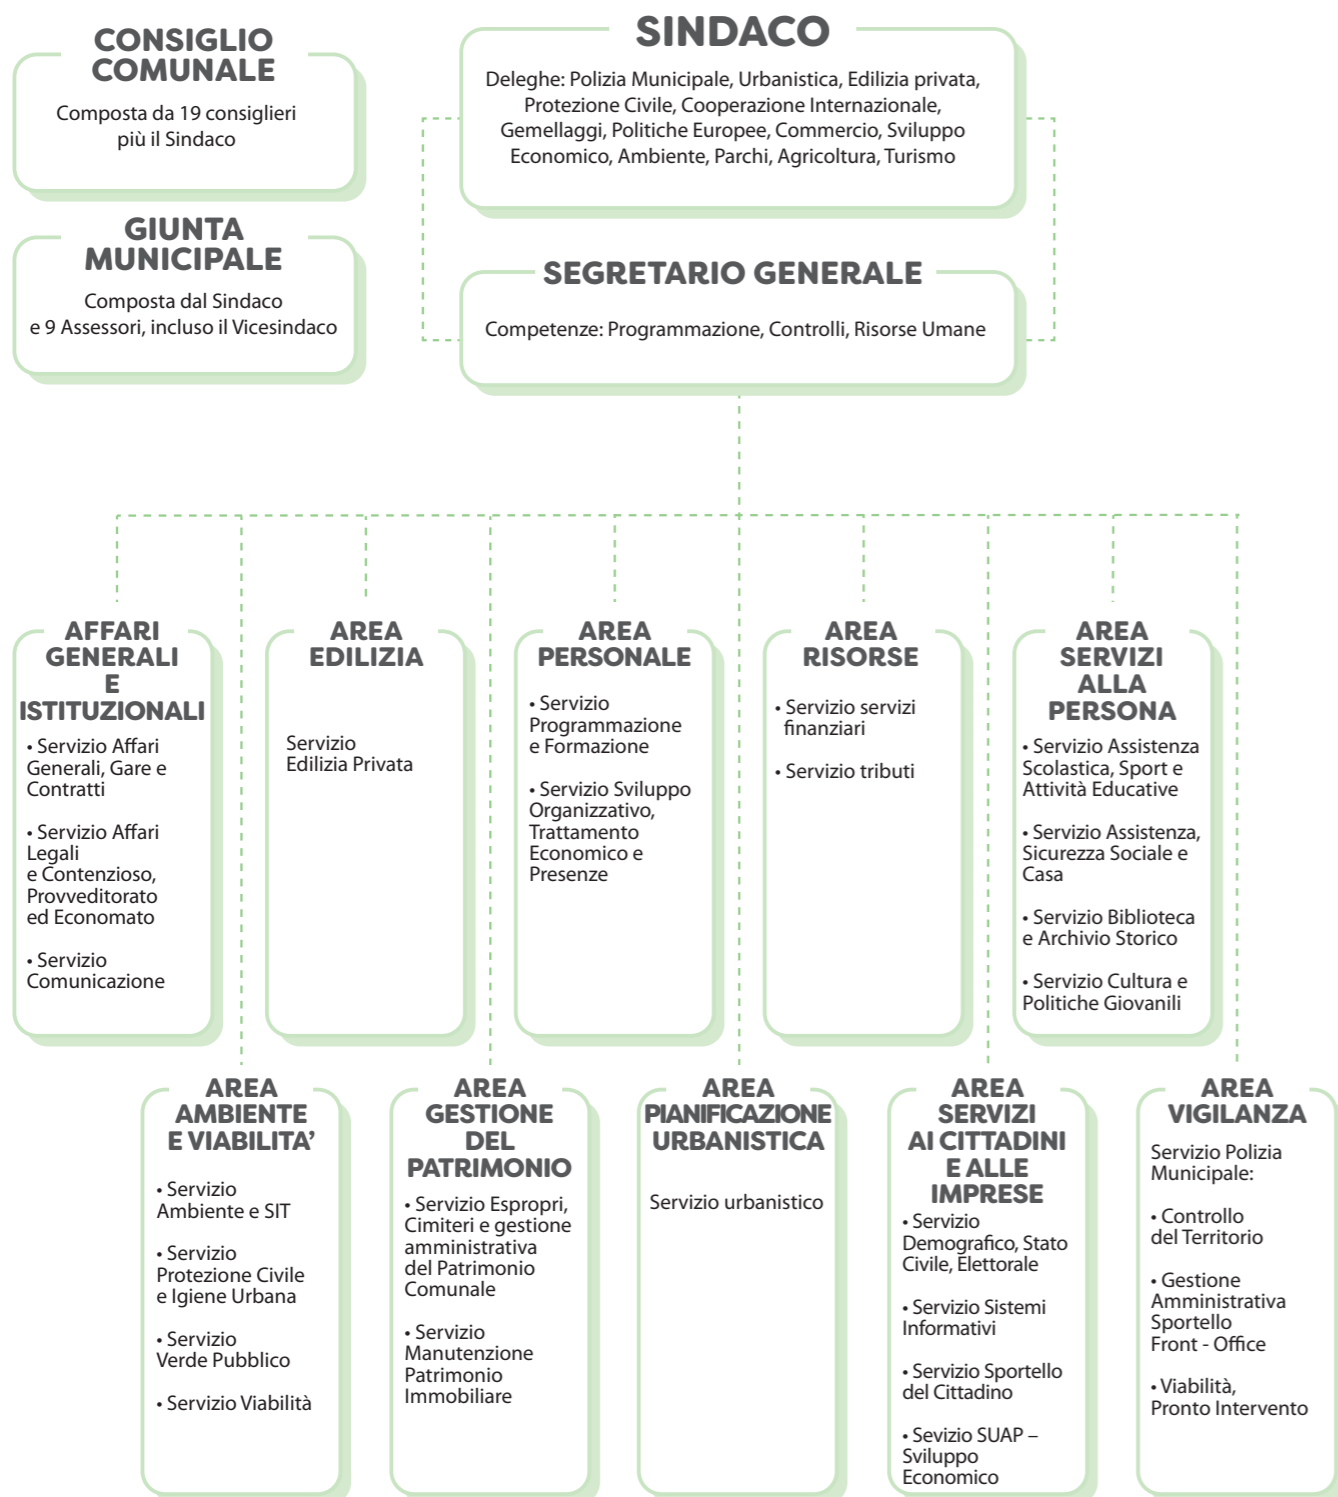 CONSIGLIO
COMUNALE
Composta da 19 consiglieri
più il Sindaco
GIUNTA
MUNICIPALE
Composta dal Sindaco
e 9 Assessori, incluso il Vicesindaco
SINDACO
Deleghe: Polizia Municipale, Urbanistica, Edilizia privata,
Protezione Civile, Cooperazione Internazionale,
Gemellaggi, Politiche Europee, Commercio, Sviluppo
Economico, Ambiente, Parchi, Agricoltura, Turismo
SEGRETARIO GENERALE
Competenze: Programmazione, Controlli, Risorse Umane
AFFARI
GENERALI
E
ISTITUZIONALI
• Servizio Affari
Generali, Gare e
Contratti
• Servizio Affari
Legali
e Contenzioso,
Provveditorato
ed Economato
• Servizio
Comunicazione
AREA
EDILIZIA
Servizio
Edilizia Privata
AREA
PERSONALE
• Servizio
Programmazione
e Formazione
• Servizio Sviluppo
Organizzativo,
Trattamento
Economico e
Presenze
AREA
RISORSE
• Servizio servizi
finanziari
• Servizio tributi
AREA
SERVIZI
ALLA
PERSONA
• Servizio Assistenza
Scolastica, Sport e
Attività Educative
• Servizio Assistenza,
Sicurezza Sociale e
Casa
• Servizio Biblioteca
e Archivio Storico
• Servizio Cultura e
Politiche Giovanili
AREA
AMBIENTE
E VIABILITA’
• Servizio
Ambiente e SIT
• Servizio
Protezione Civile
e Igiene Urbana
• Servizio
Verde Pubblico
• Servizio Viabilità
AREA
GESTIONE
DEL
PATRIMONIO
• Servizio Espropri,
Cimiteri e gestione
amministrativa
del Patrimonio
Comunale
• Servizio
Manutenzione
Patrimonio
Immobiliare
AREA
PIANIFICAZIONE
URBANISTICA
Servizio urbanistico
AREA
SERVIZI
AI CITTADINI
E ALLE
IMPRESE
• Servizio
Demografico, Stato
Civile, Elettorale
• Servizio Sistemi
Informativi
• Servizio Sportello
del Cittadino
• Sevizio SUAP –
Sviluppo
Economico
AREA
VIGILANZA
Servizio Polizia
Municipale:
• Controllo
del Territorio
• Gestione
Amministrativa
Sportello
Front - Office
• Viabilità,
Pronto Intervento